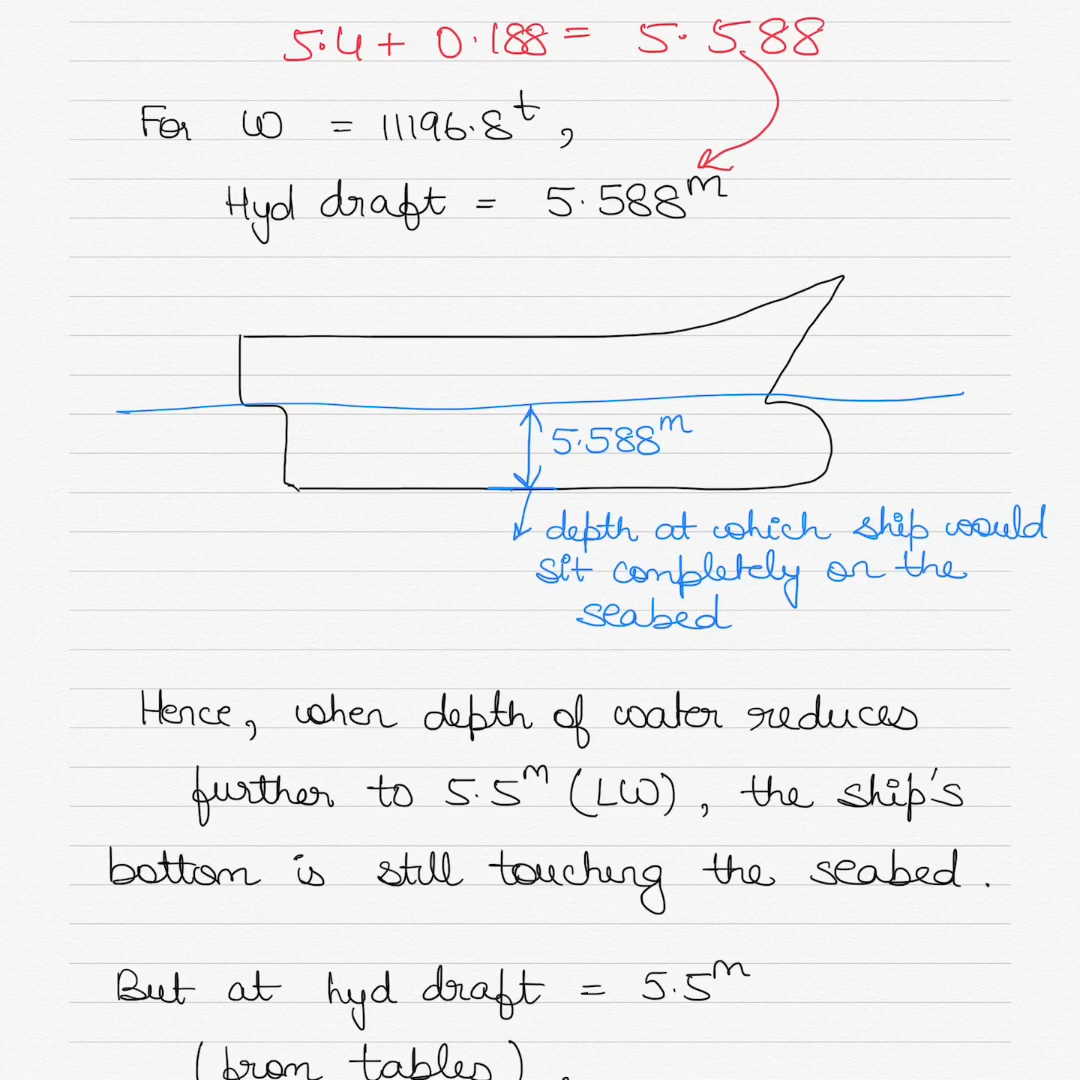 5.4 + 0.188 = 5.588
For W = 11196.8t,
Hyd draft = 5.588m
5.588m
depth at which ship would
sit completely on the
seabed
Hence, when depth of water reduces
further to 5.5m (LW), the ship's
bottom is still touching the seabed.
But at hyd draft = 5.5m
(from tables),